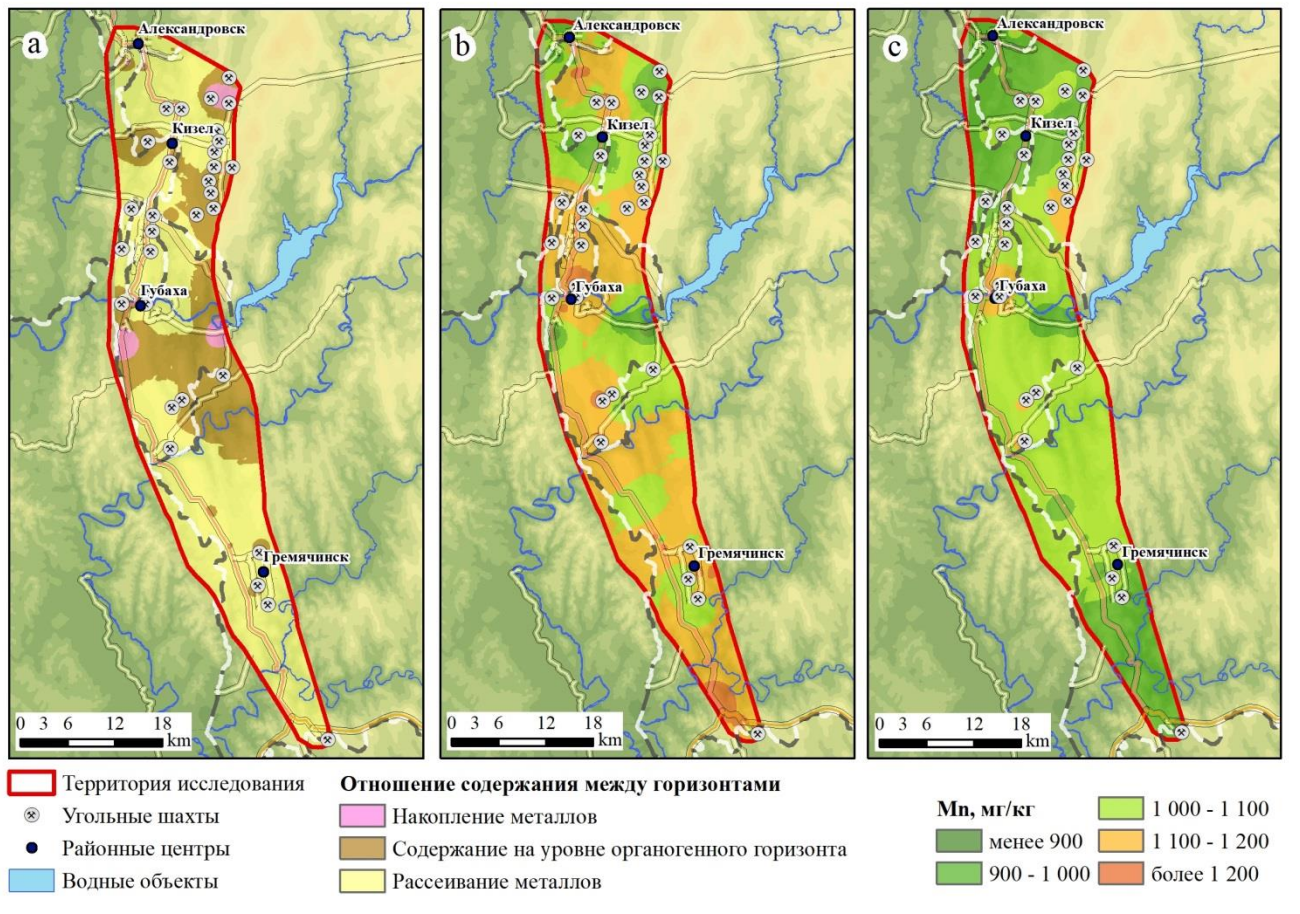 a
Александровск
Кизел
Губаха
Гремячинск
0 3 6 12 18
km
b
Александровск
Кизел
Губаха
Гремячинск
0 3 6 12 18
km
c
Александровск
Кизел
Губаха
Гремячинск
0 3 6 12 18
km
Территория исследования
Угольные шахты
Районные центры
Водные объекты
Отношение содержания между горизонтами
Накопление металлов
Содержание на уровне органогенного горизонта
Рассеивание металлов
Mn, мг/кг
менее 900
900 - 1 000
1 000 - 1 100
1 100 - 1 200
более 1 200